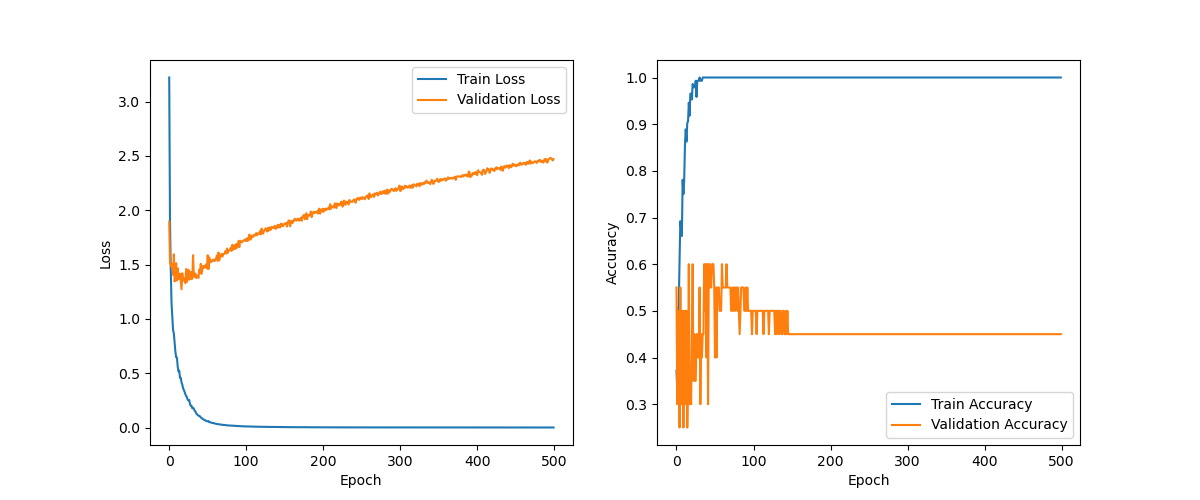 Train Loss
Validation Loss
3.0
2.5
2.0
1.5
1.0
0.5
0.0
Loss
0 100 200 300 400 500
Epoch
1.0
0.9
0.8
0.7
0.6
0.5
0.4
0.3
Accuracy
Train Accuracy
Validation Accuracy
0 100 200 300 400 500
Epoch